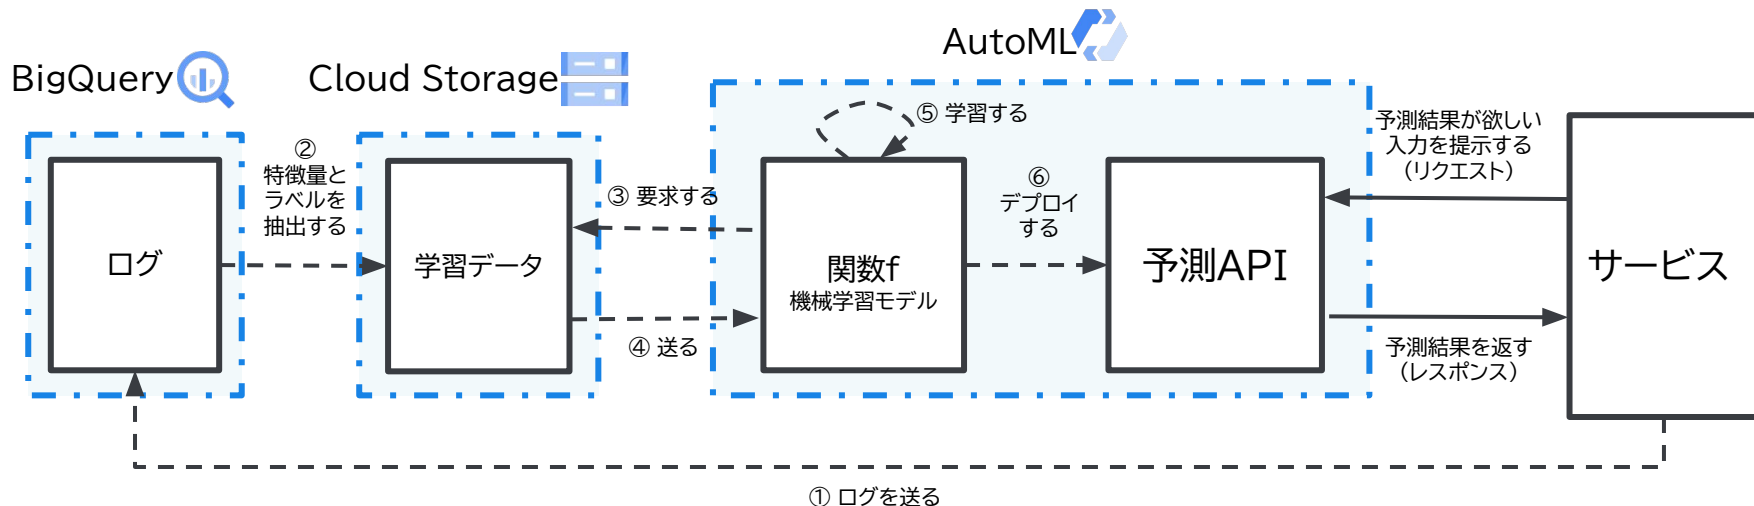 BigQuery
Cloud Storage
AutoML
ログ
②
特徴量と
ラベルを
抽出する
学習データ
③ 要求する
④ 送る
⑤ 学習する
関数f
機械学習モデル
⑥
デプロイ
する
予測API
予測結果が欲しい
入力を提示する
(リクエスト)
予測結果を返す
(レスポンス)
サービス
① ログを送る